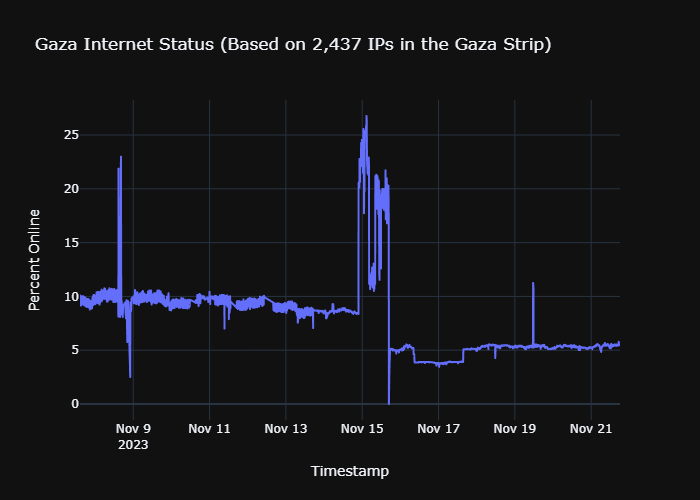 Gaza Internet Status (Based on 2,437 IPs in the Gaza Strip)
Percent Online
25
20
15
10
5
0
Nov 9 Nov 11 Nov 13 Nov 15 Nov 17 Nov 19 Nov 21
2023
Timestamp